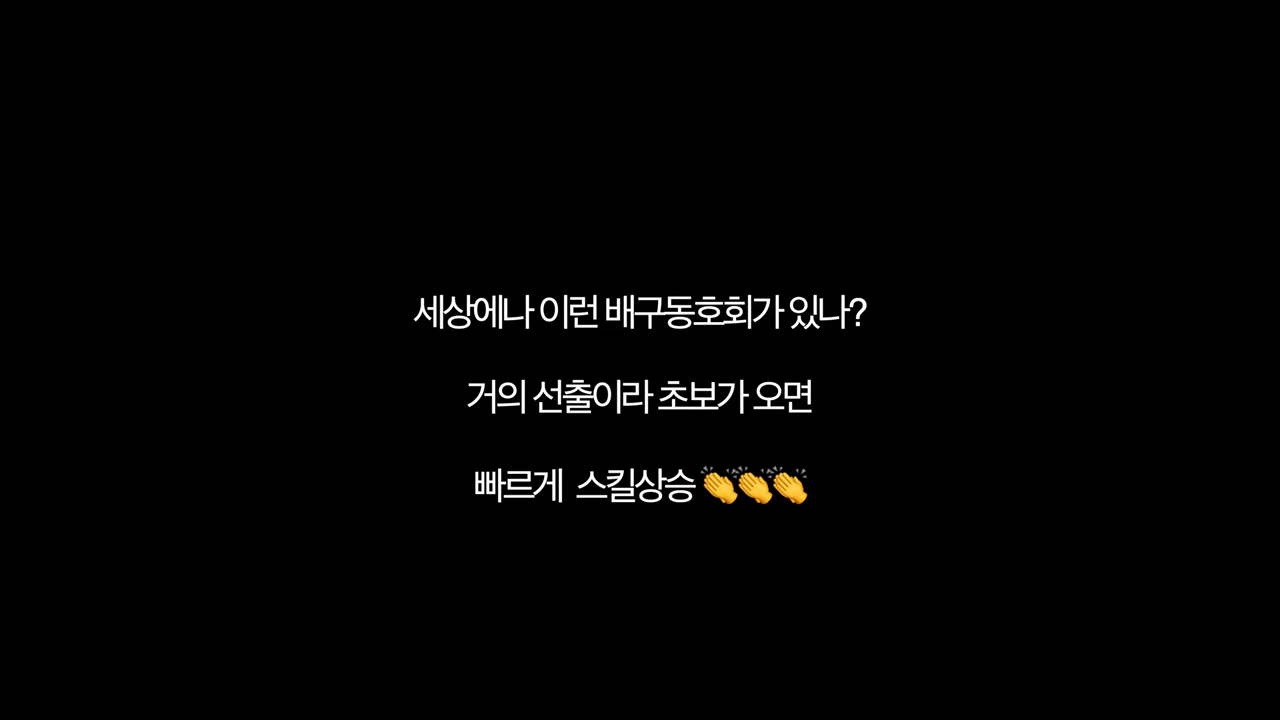 세상에나 이런 배구동호회가 있나?
거의 선출이라 초보가 오면
빠르게 스킬상승 👏👏👏